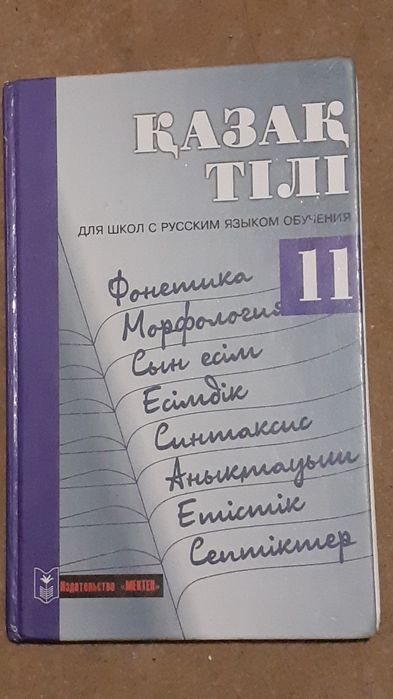 ҚАЗАҚ
ТІЛІ
ДЛЯ ШКОЛ С РУССКИМ ЯЗЫКОМ ОБУЧЕНИЯ
11
Фонетика
Морфология
Сын есім
Есімдік
Синтаксис
Анықтауыш
Етістік
Септіктер
Издательство «МЕКТЕП»